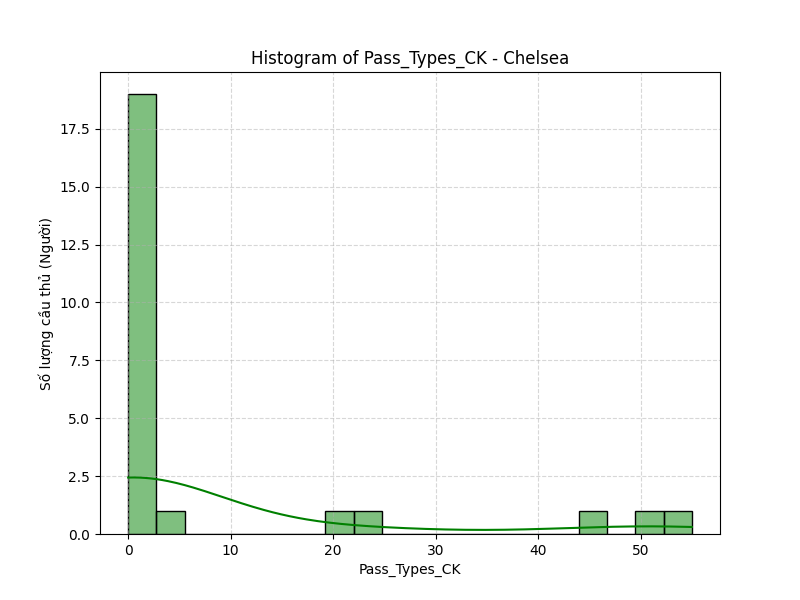 Histogram of Pass_Types_CK - Chelsea
Số lượng cầu thủ (Người)
17.5
15.0
12.5
10.0
7.5
5.0
2.5
0.0
0 10 20 30 40 50
Pass_Types_CK